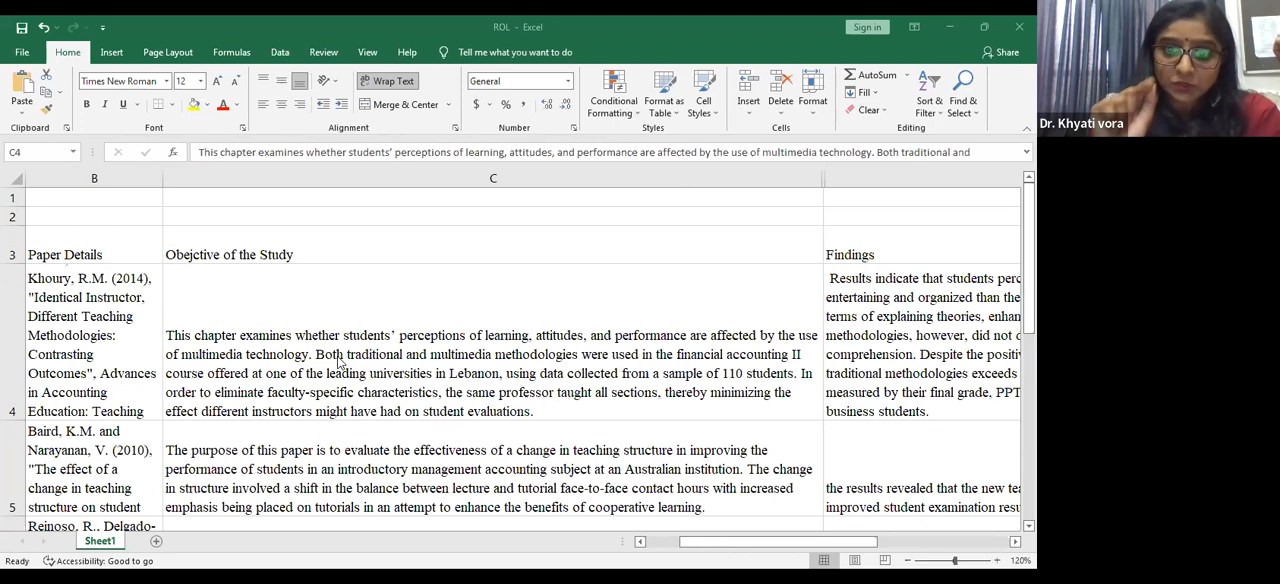 ROL - Excel
Sign in
File Home Insert Page Layout Formulas Data Review View Help Tell me what you want to do Share
Paste
Clipboard
Times New Roman 12
B I U
Font
Wrap Text
Merge & Center
Alignment
General
$ % ,
Number
Conditional Formatting
Format as Table
Cell Styles
Styles
Insert Delete Format
Cells
AutoSum
Fill
Clear
Sort & Filter
Find & Select
Editing
Dr. Khyati vora
C4 fx This chapter examines whether students' perceptions of learning, attitudes, and performance are affected by the use of multimedia technology. Both traditional and
B C
1
2
3 Paper Details Obejctive of the Study Findings
Khoury, R.M. (2014),
"Identical Instructor,
Different Teaching
Methodologies:
Contrasting
Outcomes", Advances
in Accounting
4 Education: Teaching
This chapter examines whether students' perceptions of learning, attitudes, and performance are affected by the use
of multimedia technology. Both traditional and multimedia methodologies were used in the financial accounting II
course offered at one of the leading universities in Lebanon, using data collected from a sample of 110 students. In
order to eliminate faculty-specific characteristics, the same professor taught all sections, thereby minimizing the
effect different instructors might have had on student evaluations.
Results indicate that students perc
entertaining and organized than the
terms of explaining theories, enhan
methodologies, however, did not
comprehension. Despite the positiv
traditional methodologies exceeds
measured by their final grade, PPT
business students.
Baird, K.M. and
Narayanan, V. (2010),
"The effect of a
change in teaching
5 structure on student
The purpose of this paper is to evaluate the effectiveness of a change in teaching structure in improving the
performance of students in an introductory management accounting subject at an Australian institution. The change
in structure involved a shift in the balance between lecture and tutorial face-to-face contact hours with increased
emphasis being placed on tutorials in an attempt to enhance the benefits of cooperative learning.
the results revealed that the new tea
improved student examination resu
Reinoso, R., Delgado-
Sheet1
Ready Accessibility: Good to go 120%